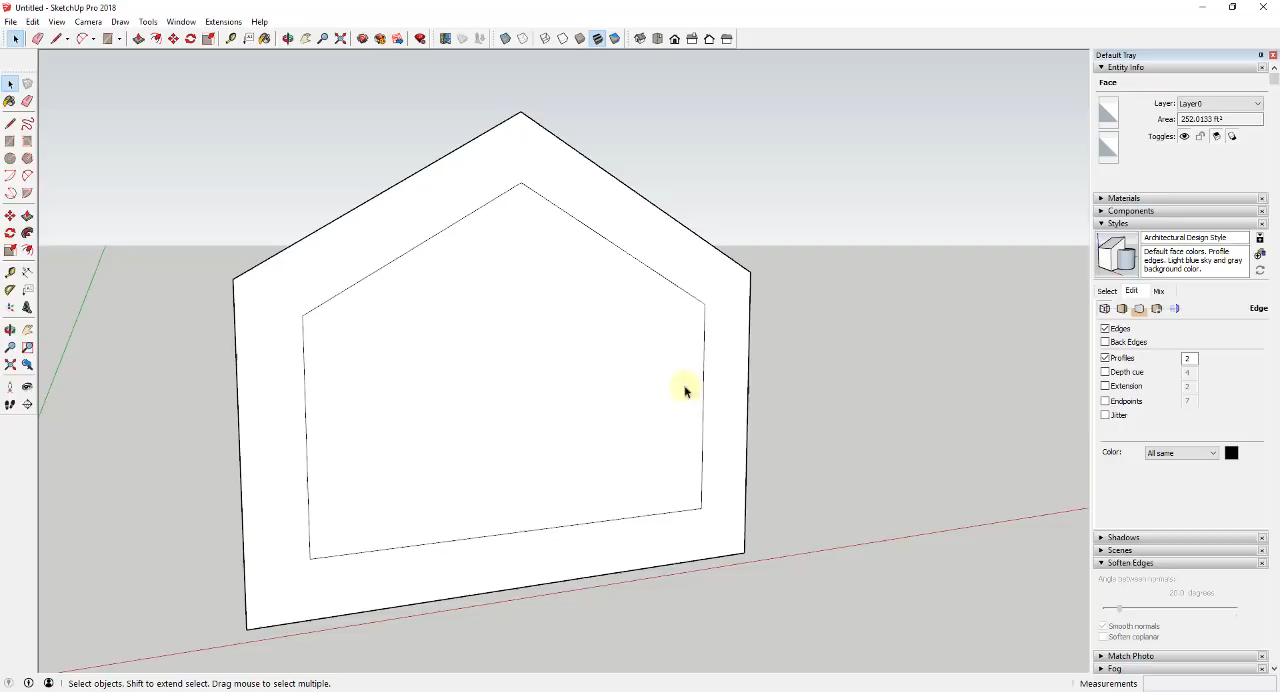 Untitled - SketchUp Pro 2018
File Edit View Camera Draw Tools Window Extensions Help
Default Tray
Entity Info
Face
Layer: Layer0
Area: 252.0133 ft²
Toggles:
Materials
Components
Styles
Architectural Design Style
Default face colors. Profile
edges. Light blue sky and gray
background color.
Select Edit Mix
Edge
Edges
Back Edges
Profiles 2
Depth cue 4
Extension 2
Endpoints 7
Jitter
Color: All same
Shadows
Scenes
Soften Edges
Angle between normals:
20.0 degrees
Smooth normals
Soften coplanar
Match Photo
Fog
Select objects. Shift to extend select. Drag mouse to select multiple.
Measurements